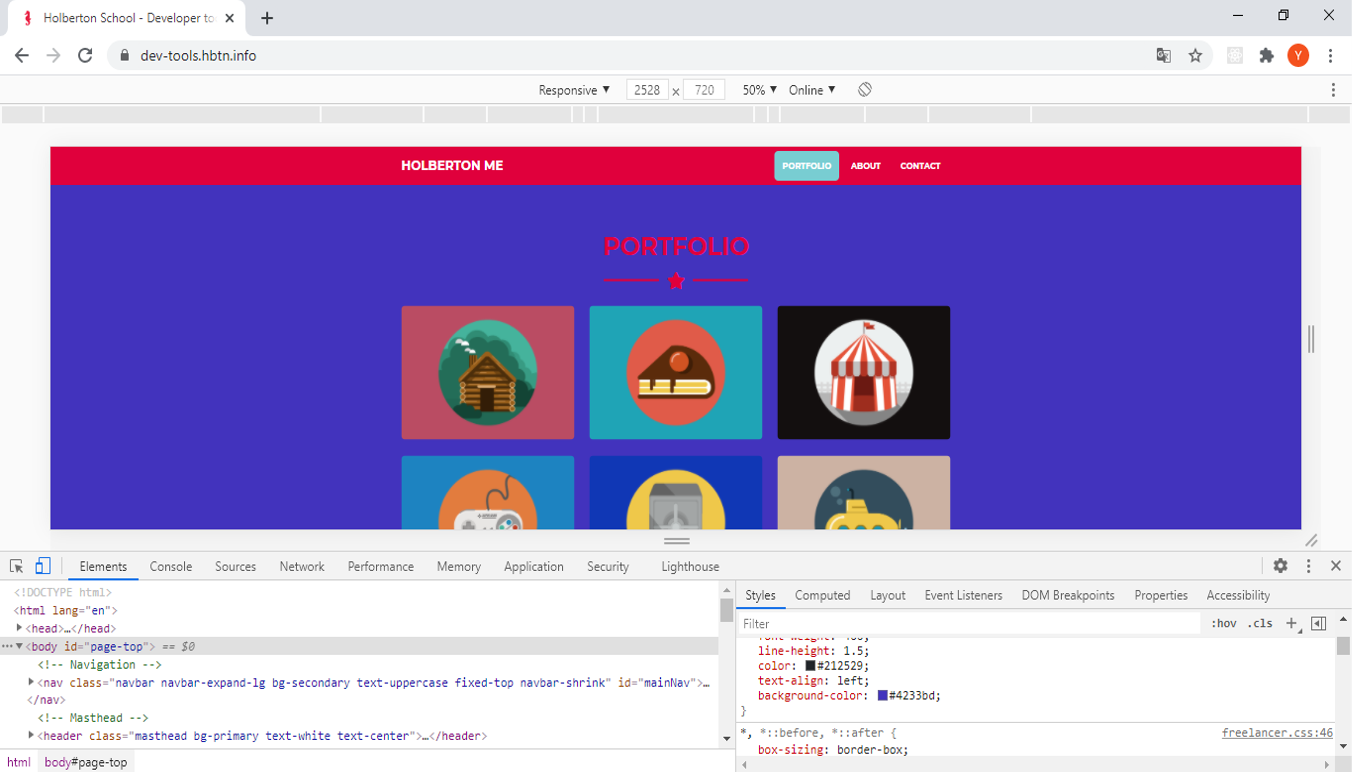 Holberton School - Developer to
dev-tools.hbtn.info
Y
Responsive ▼ 2528 x 720 50% ▼ Online ▼
HOLBERTON ME PORTFOLIO ABOUT CONTACT
PORTFOLIO
Elements Console Sources Network Performance Memory Application Security Lighthouse
<!DOCTYPE html>
<html lang="en">
▶<head>…</head>
…▼<body id="page-top"> == $0
<!-- Navigation -->
▶<nav class="navbar navbar-expand-lg bg-secondary text-uppercase fixed-top navbar-shrink" id="mainNav">…
</nav>
<!-- Masthead -->
▶<header class="masthead bg-primary text-white text-center">…</header>
html body#page-top
Styles Computed Layout Event Listeners DOM Breakpoints Properties Accessibility
Filter :hov .cls +
line-height: 1.5;
color: #212529;
text-align: left;
background-color: #4233bd;
}
*, *::before, *::after { freelancer.css:46
box-sizing: border-box;